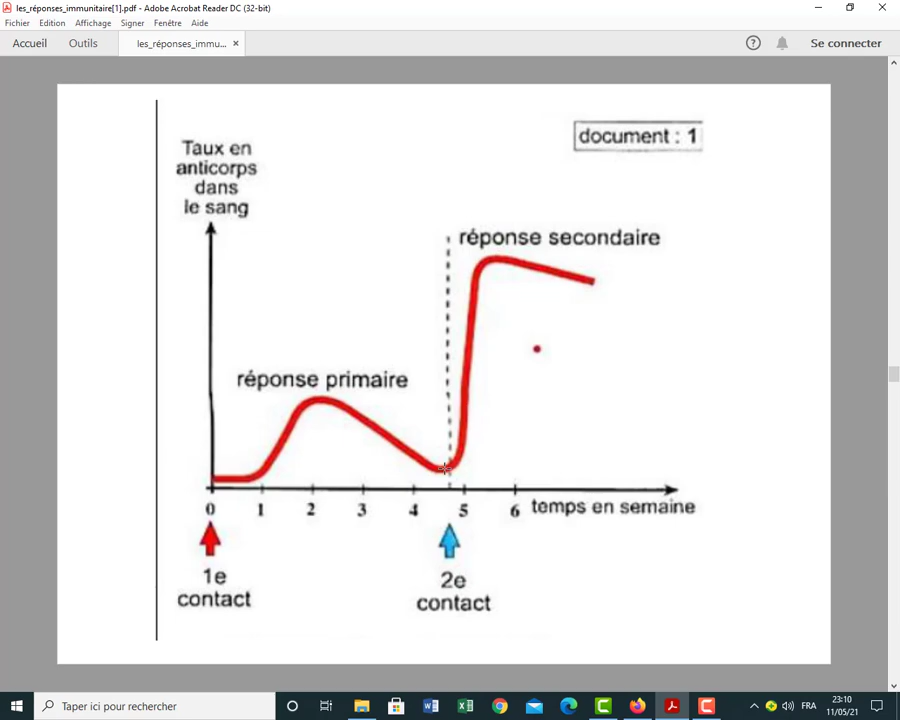 les_réponses_immunitaire[1].pdf - Adobe Acrobat Reader DC (32-bit)
Fichier Edition Affichage Signer Fenêtre Aide
Accueil Outils les_réponses_immu... × ? Se connecter
document : 1
Taux en
anticorps
dans
le sang
réponse secondaire
réponse primaire
0 1 2 3 4 5 6 temps en semaine
1e
contact
2e
contact
Taper ici pour rechercher
FRA
23:10
11/05/21